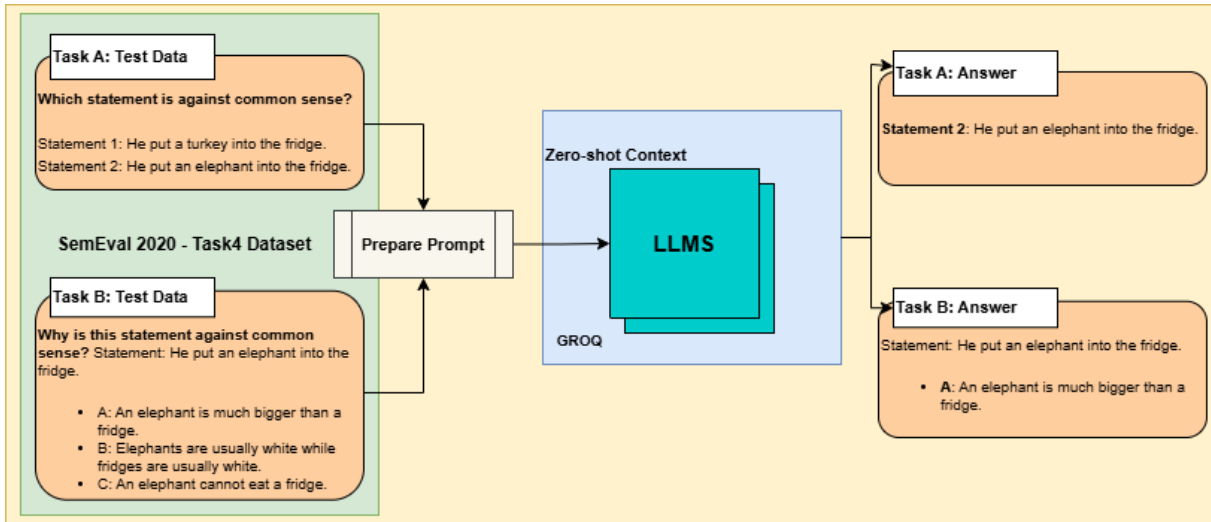 Task A: Test Data
Which statement is against common sense?
Statement 1: He put a turkey into the fridge.
Statement 2: He put an elephant into the fridge.
SemEval 2020 - Task4 Dataset
Task B: Test Data
Why is this statement against common
sense? Statement: He put an elephant into the
fridge.
• A: An elephant is much bigger than a
fridge.
• B: Elephants are usually white while
fridges are usually white.
• C: An elephant cannot eat a fridge.
Prepare Prompt
Zero-shot Context
LLMS
GROQ
Task A: Answer
Statement 2: He put an elephant into the fridge.
Task B: Answer
Statement: He put an elephant into the fridge.
• A: An elephant is much bigger than a
fridge.